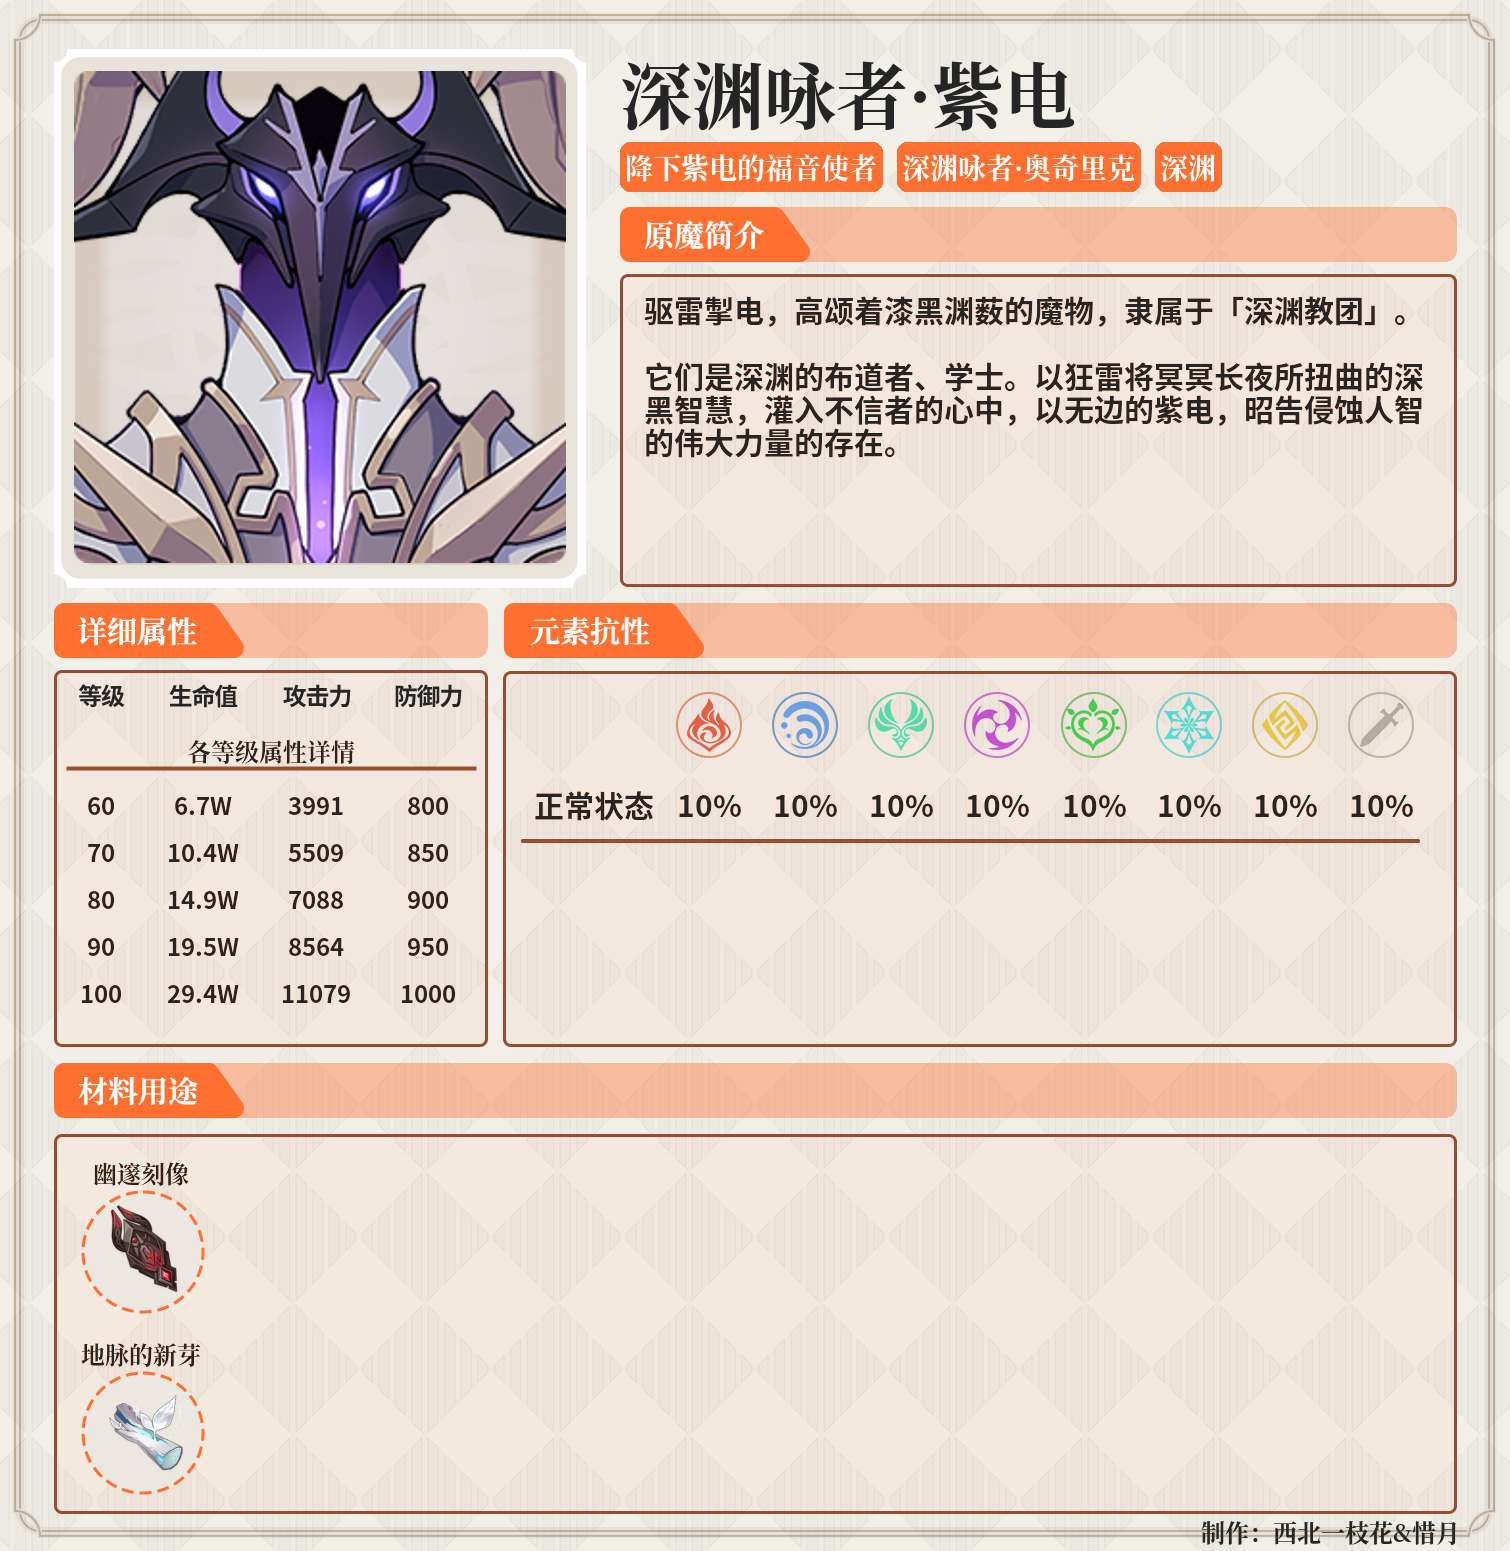 深渊咏者·紫电
降下紫电的福音使者 深渊咏者·奥奇里克 深渊
原魔简介
驱雷掣电，高颂着漆黑渊薮的魔物，隶属于「深渊教团」。
它们是深渊的布道者、学士。以狂雷将冥冥长夜所扭曲的深
黑智慧，灌入不信者的心中，以无边的紫电，昭告侵蚀人智
的伟大力量的存在。
详细属性
等级 生命值 攻击力 防御力
各等级属性详情
60 6.7W 3991 800
70 10.4W 5509 850
80 14.9W 7088 900
90 19.5W 8564 950
100 29.4W 11079 1000
元素抗性
正常状态 10% 10% 10% 10% 10% 10% 10% 10%
材料用途
幽邃刻像
地脉的新芽
制作：西北一枝花&惜月